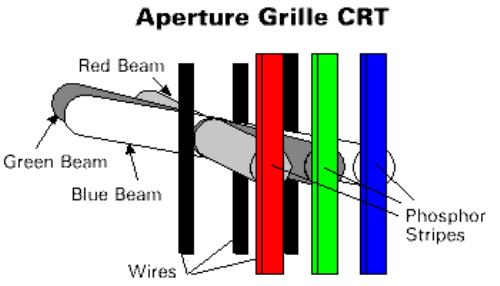 Aperture Grille CRT
Red Beam
Green Beam
Blue Beam
Phosphor
Stripes
Wires